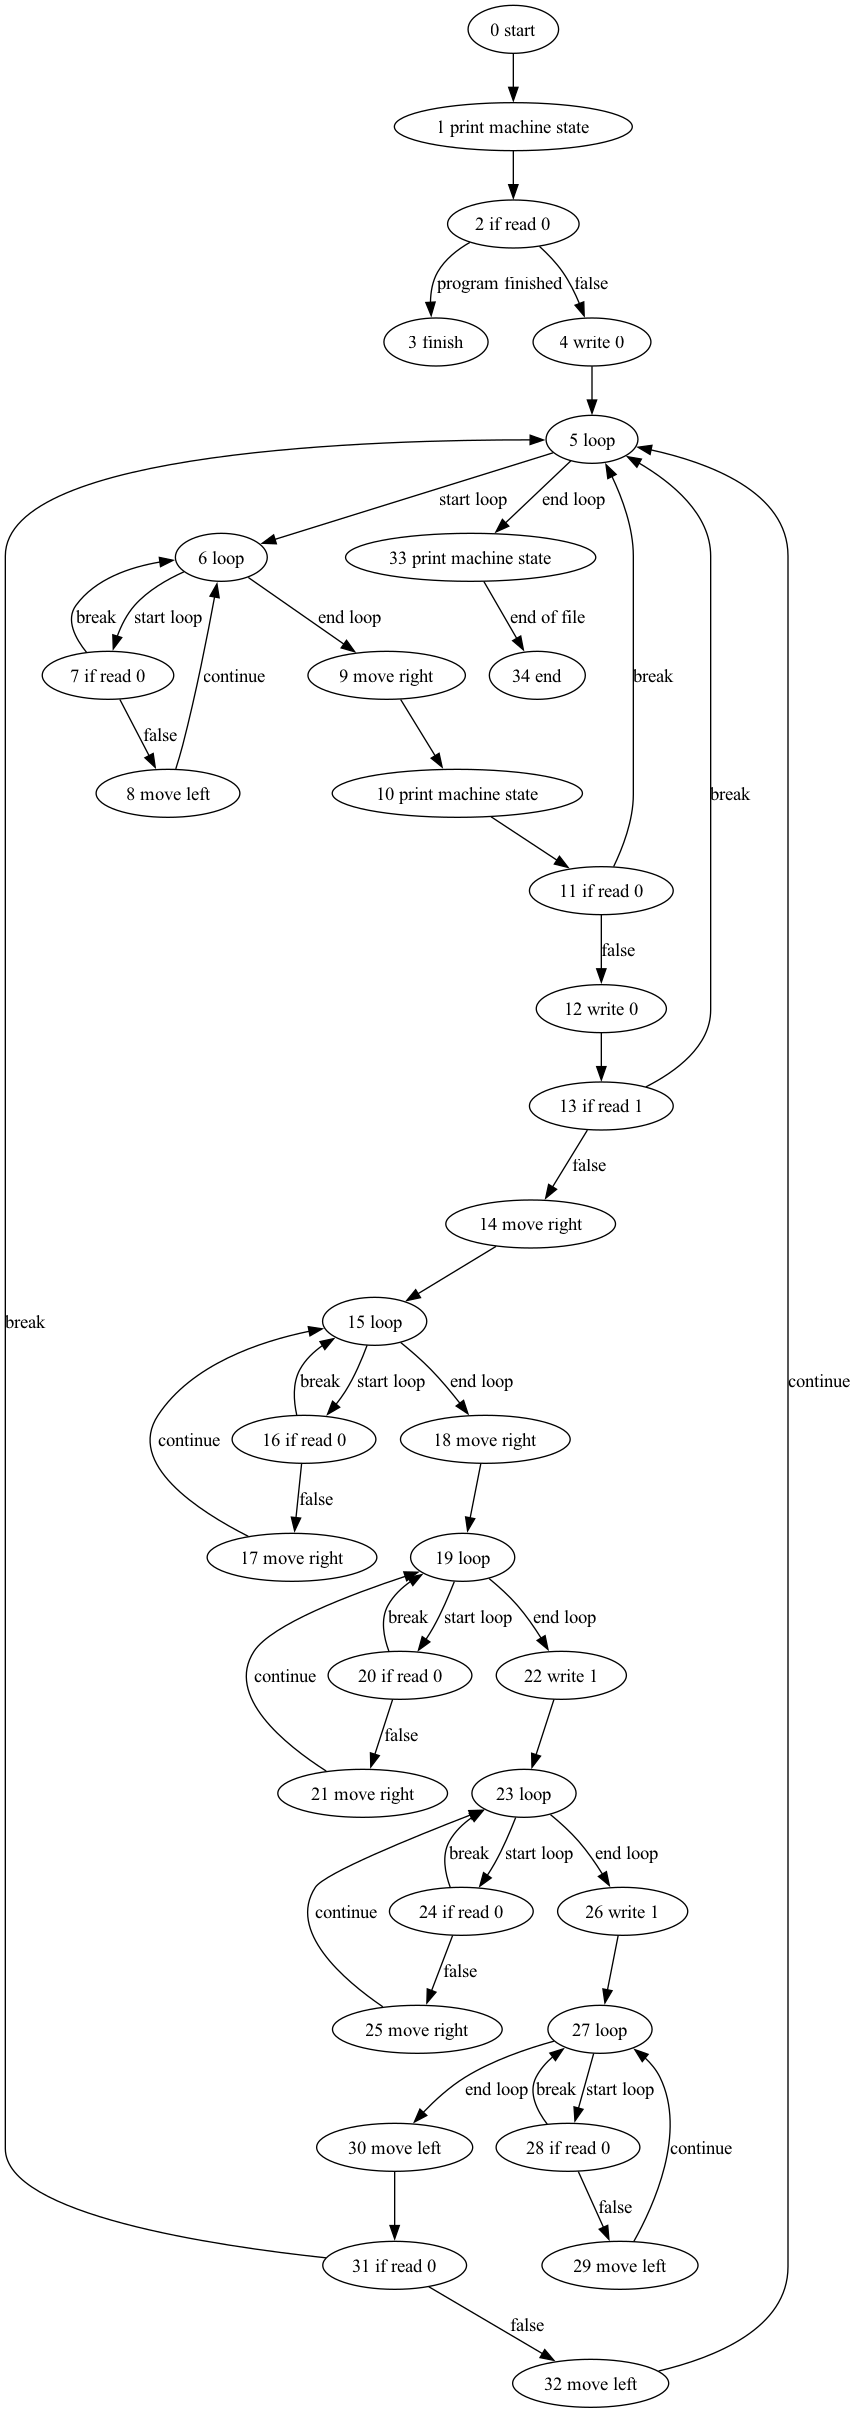 0 start
1 print machine state
2 if read 0
program finished
false
3 finish
4 write 0
5 loop
start loop
end loop
6 loop
33 print machine state
break
start loop
end loop
end of file
7 if read 0
continue
9 move right
34 end
break
false
8 move left
10 print machine state
break
11 if read 0
false
12 write 0
13 if read 1
false
14 move right
break
15 loop
continue
break
start loop
end loop
continue
16 if read 0
18 move right
false
17 move right
19 loop
break
start loop
end loop
continue
20 if read 0
22 write 1
false
21 move right
23 loop
break
start loop
end loop
continue
24 if read 0
26 write 1
false
25 move right
27 loop
end loop
break
start loop
30 move left
28 if read 0
continue
false
31 if read 0
29 move left
false
32 move left